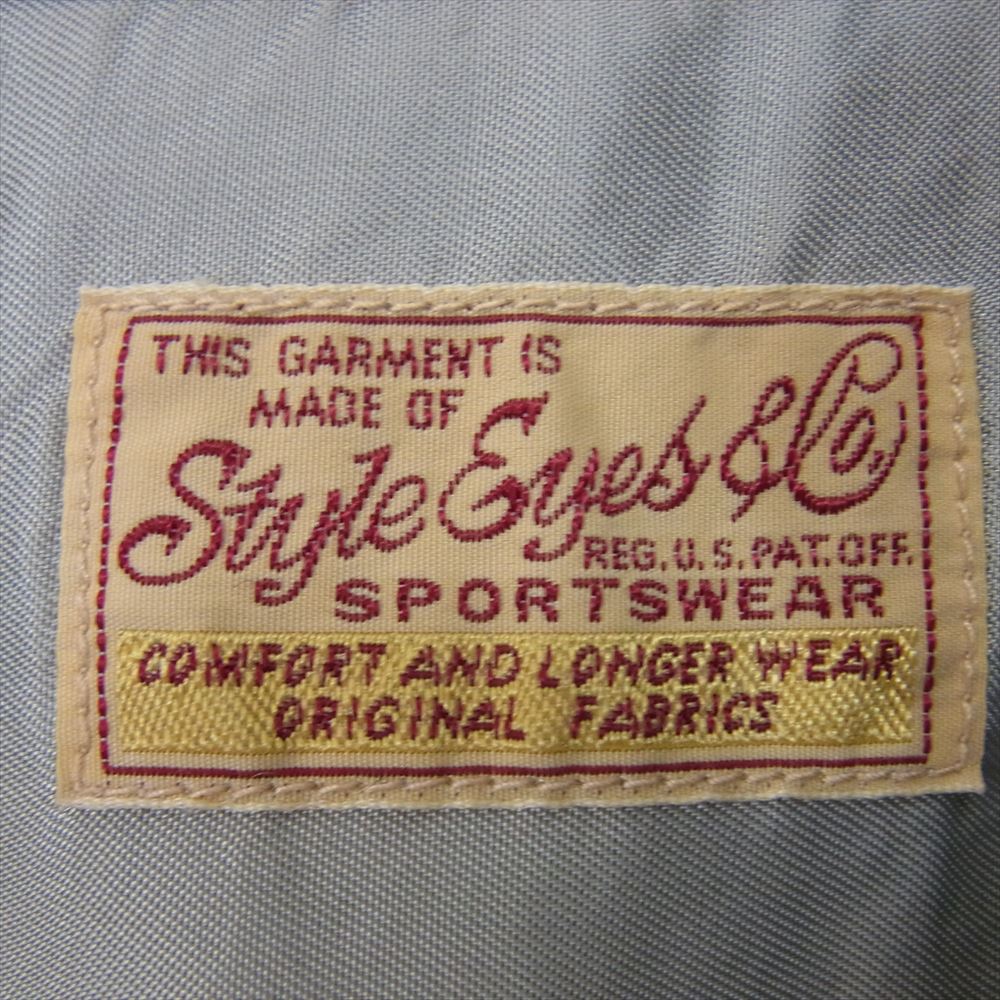 THIS GARMENT IS
MADE OF
Style Eyes & Co,
REG. U.S. PAT. OFF.
SPORTSWEAR
COMFORT AND LONGER WEAR
ORIGINAL FABRICS